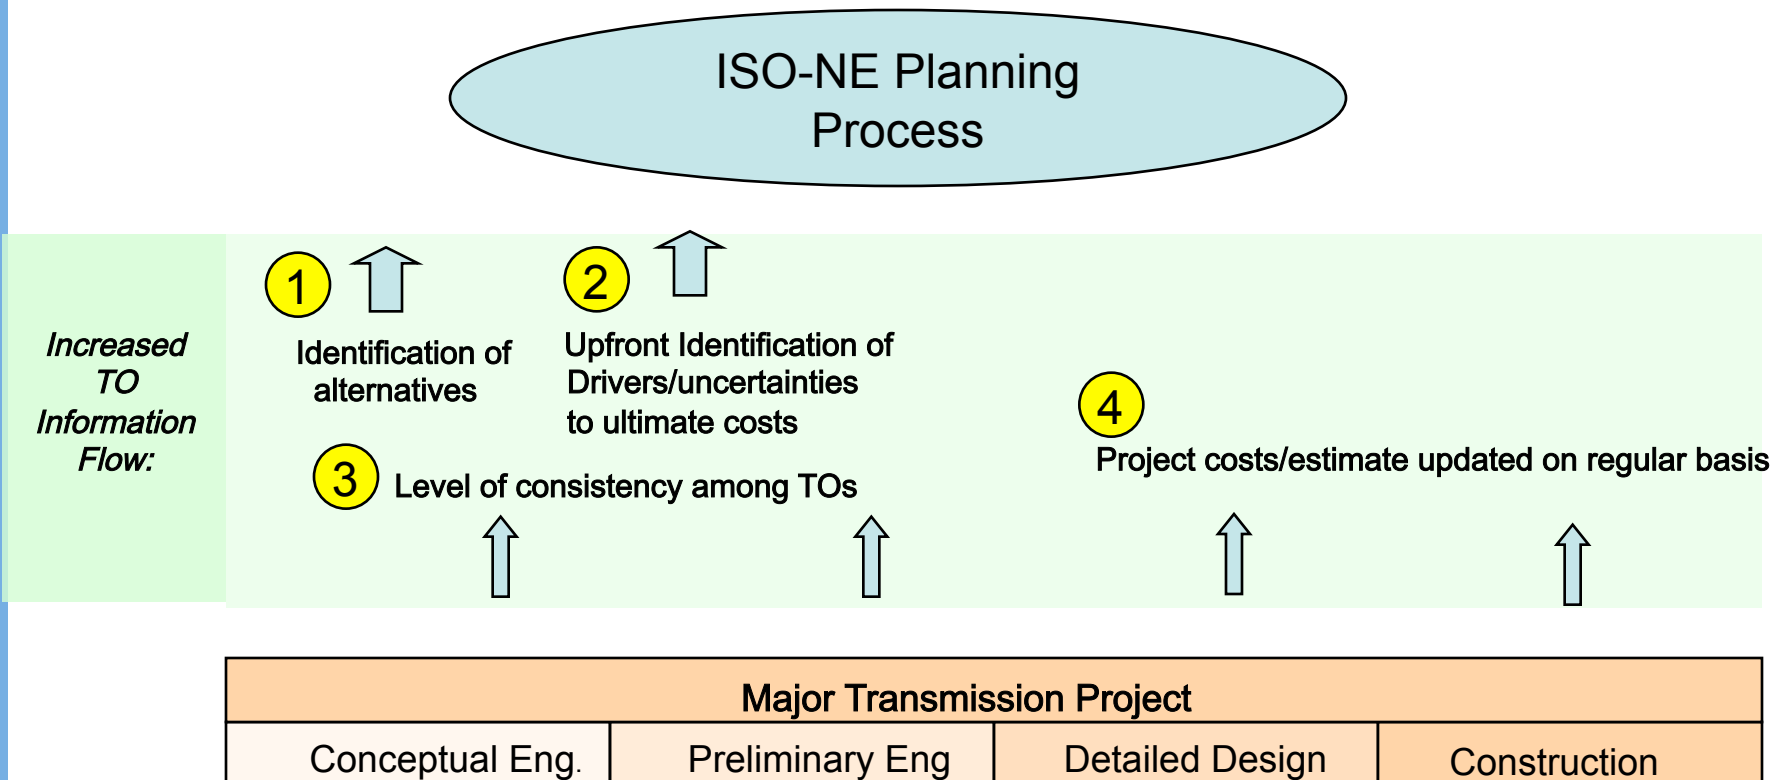 ISO-NE Planning
Process
Increased
TO
Information
Flow:
1
Identification of
alternatives
2
Upfront Identification of
Drivers/uncertainties
to ultimate costs
3
Level of consistency among TOs
4
Project costs/estimate updated on regular basis
Major Transmission Project
Conceptual Eng.
Preliminary Eng
Detailed Design
Construction